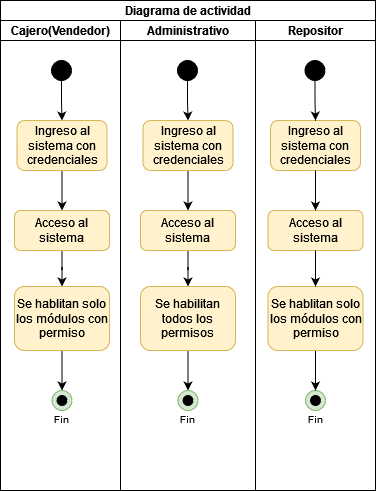 Diagrama de actividad
Cajero(Vendedor)
Administrativo
Repositor
Ingreso al
sistema con
credenciales
Ingreso al
sistema con
credenciales
Ingreso al
sistema con
credenciales
Acceso al
sistema
Acceso al
sistema
Acceso al
sistema
Se hablitan solo
los módulos con
permiso
Se habilitan
todos los
permisos
Se hablitan solo
los módulos con
permiso
Fin
Fin
Fin